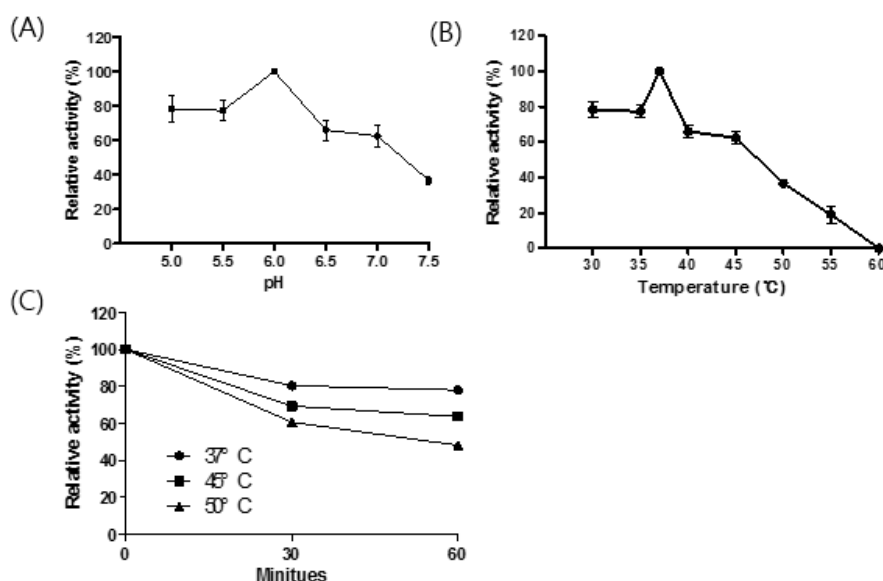 (A)
Relative activity (%)
120
100
80
60
40
20
0
5.0 5.5 6.0 6.5 7.0 7.5
pH
(B)
Relative activity (%)
120
100
80
60
40
20
0
30 35 40 45 50 55 60
Temperature (℃)
(C)
Relative activity (%)
120
100
80
60
40
20
0
37° C
45° C
50° C
0 30 60
Minitues